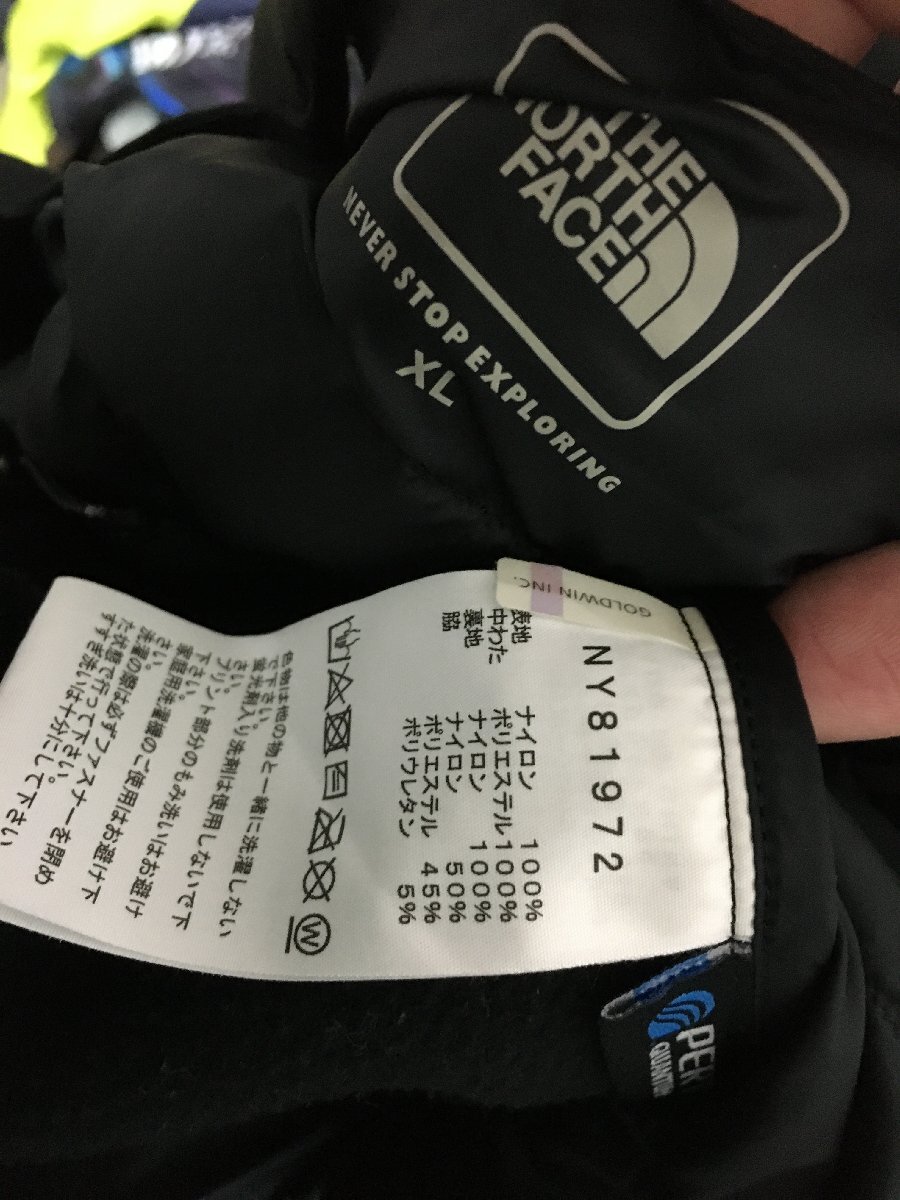 THE
NORTH
FACE
NEVER STOP EXPLORING
XL
GOLDWIN INC.
NY81972
表地 ナイロン 100%
中わた ポリエステル 100%
裏地 ナイロン 100%
脇 ナイロン 50%
ポリエステル 45%
ポリウレタン 5%
W
色物は他の物と一緒に洗濯しない
で下さい。
蛍光剤入り洗剤は使用しないで下
さい。
プリント部分のもみ洗いはお避け
下さい。
家庭用洗濯機のご使用はお避け下
さい。
洗濯の際は必ずファスナーを閉め
た状態で行って下さい。
すすぎ洗いは十分にして下さい